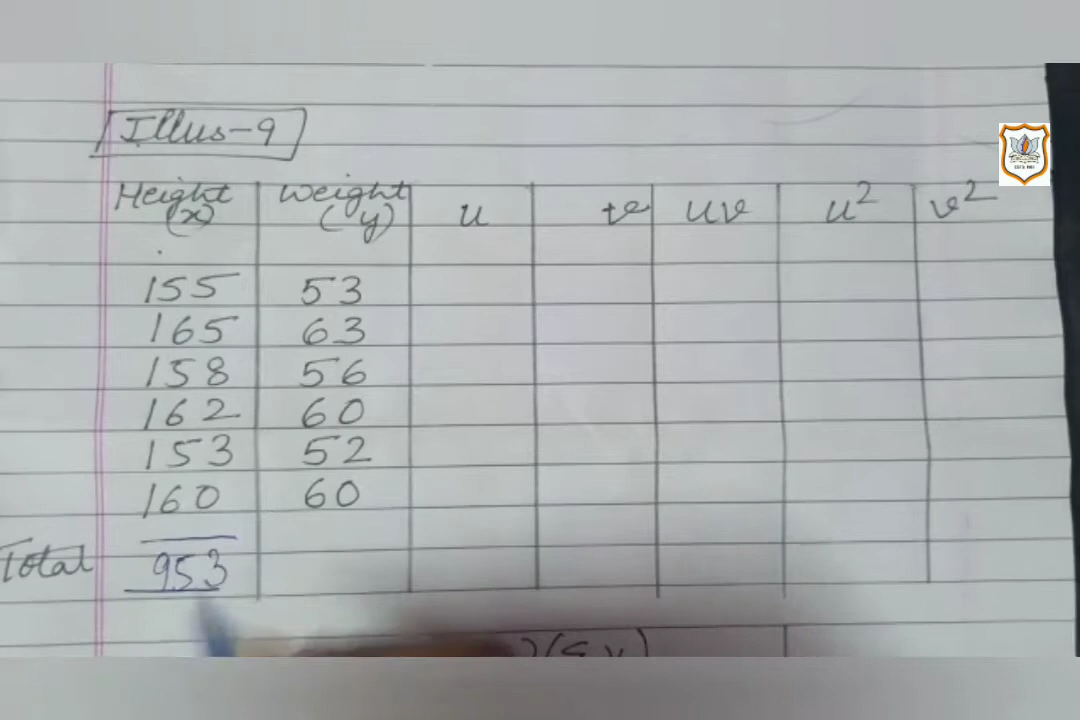 Illus-9
Height Weight
(x) (y) u v uv u² v²
155 53
165 63
158 56
162 60
153 52
160 60
Total 953